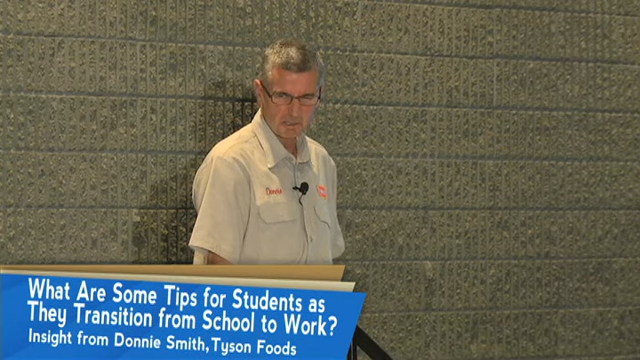 Donnie
What Are Some Tips for Students as
They Transition from School to Work?
Insight from Donnie Smith, Tyson Foods